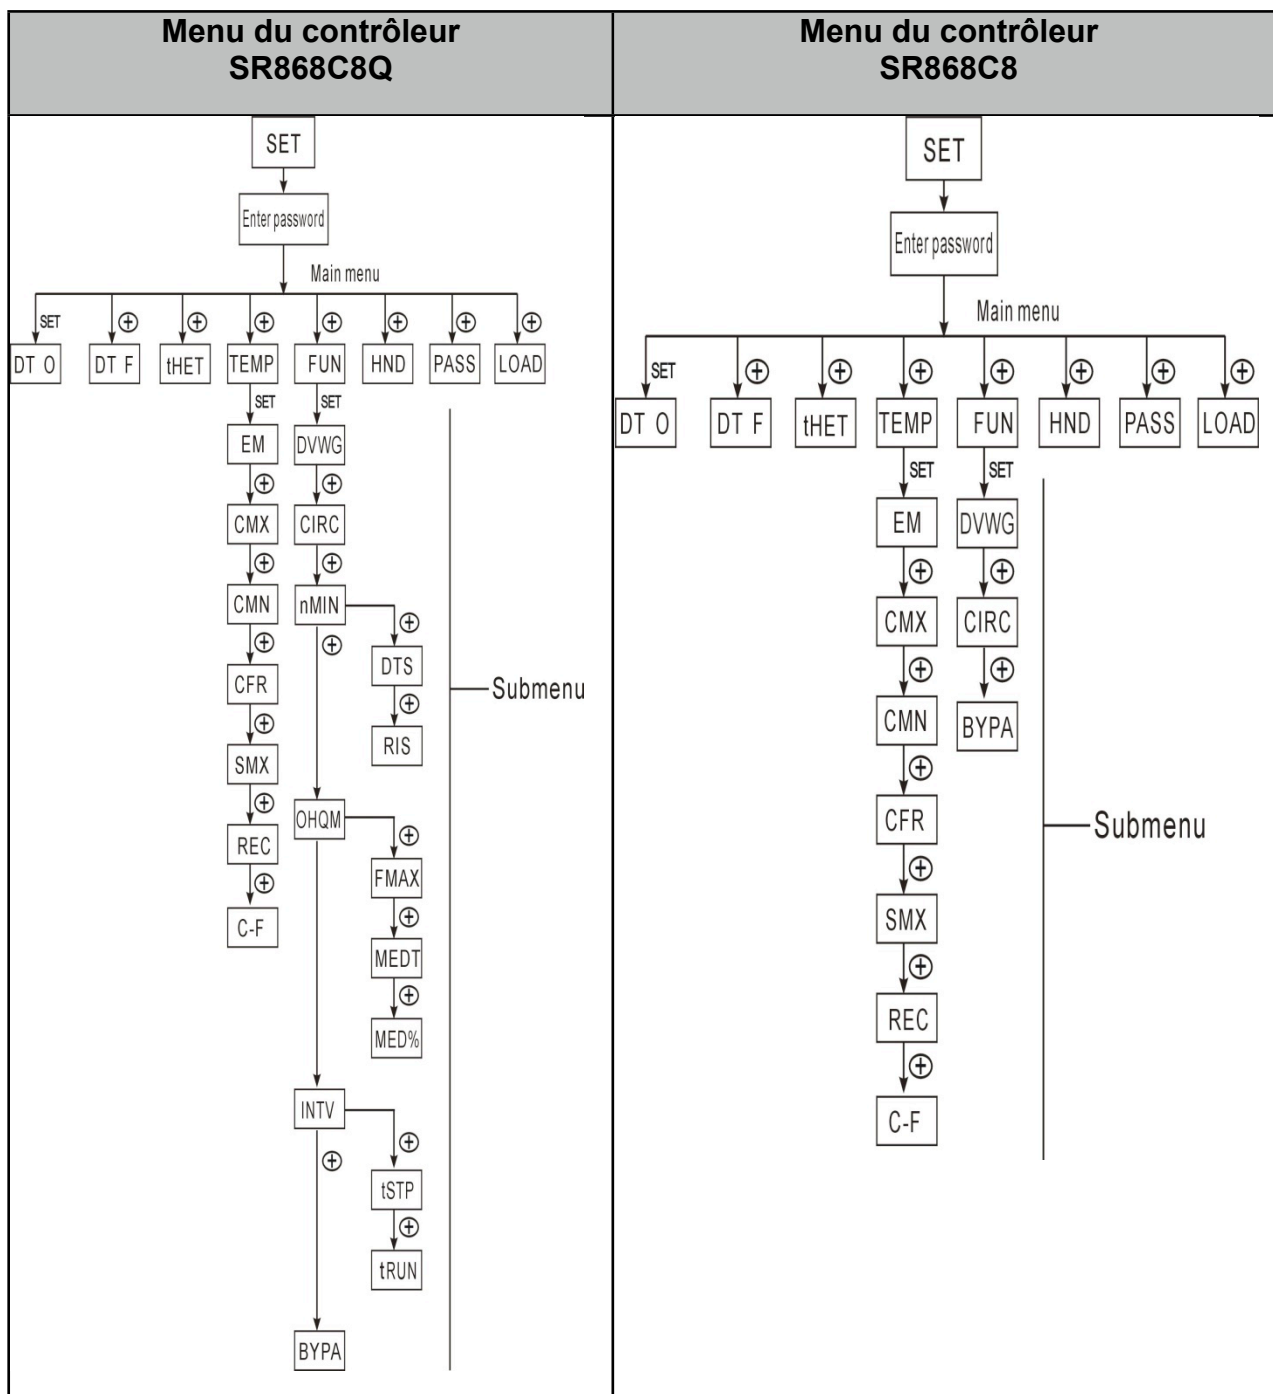 Menu du contrôleur
SR868C8Q
SET
Enter password
Main menu
SET
DT O
DT F
tHET
TEMP
FUN
HND
PASS
LOAD
SET
SET
EM
DVWG
CMX
CIRC
CMN
nMIN
DTS
CFR
RIS
SMX
OHQM
REC
FMAX
C-F
MEDT
MED%
INTV
tSTP
tRUN
BYPA
Submenu
Menu du contrôleur
SR868C8
SET
Enter password
Main menu
SET
DT O
DT F
tHET
TEMP
FUN
HND
PASS
LOAD
SET
SET
EM
DVWG
CMX
CIRC
CMN
BYPA
CFR
SMX
REC
C-F
Submenu